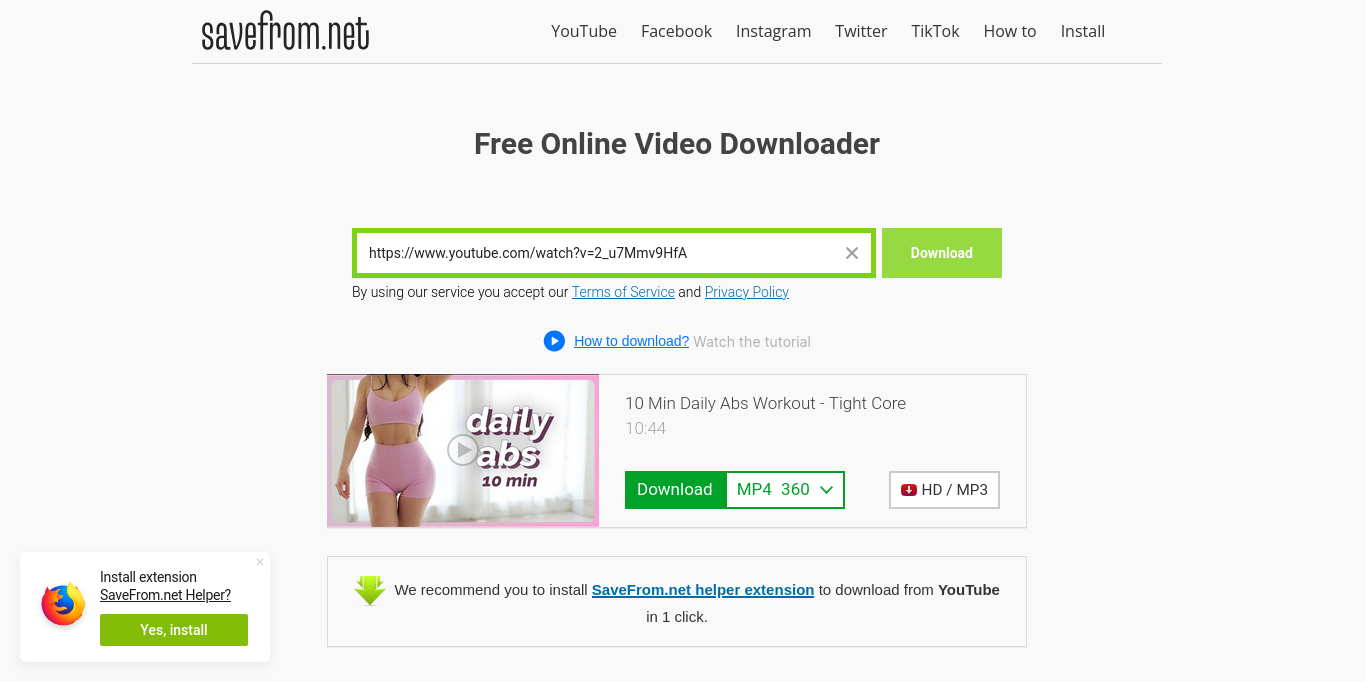 savefrom.net
YouTube Facebook Instagram Twitter TikTok How to Install
Free Online Video Downloader
https://www.youtube.com/watch?v=2_u7Mmv9HfA
Download
By using our service you accept our Terms of Service and Privacy Policy
How to download? Watch the tutorial
daily
abs
10 min
10 Min Daily Abs Workout - Tight Core
10:44
Download MP4 360
HD / MP3
We recommend you to install SaveFrom.net helper extension to download from YouTube
in 1 click.
Install extension
SaveFrom.net Helper?
Yes, install